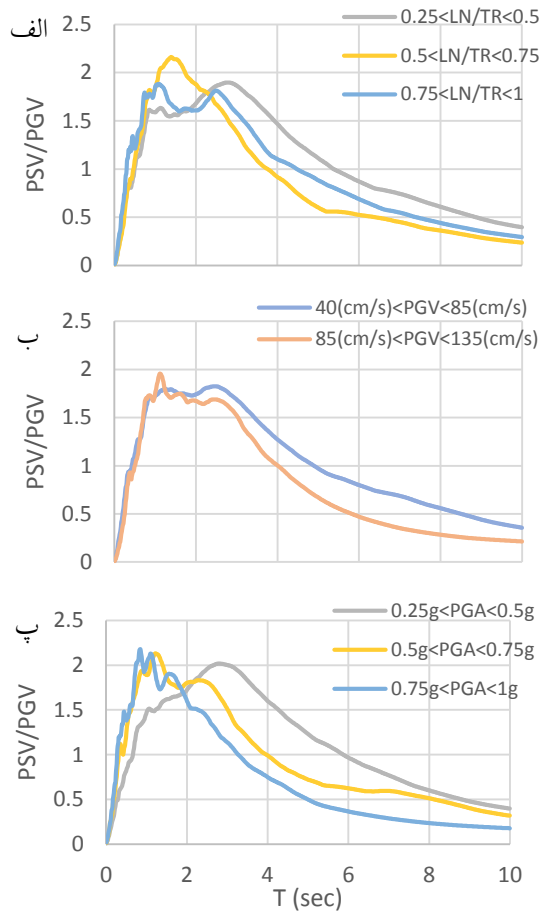 الف
0.25<LN/TR<0.5
0.5<LN/TR<0.75
0.75<LN/TR<1
PSV/PGV
2.5
2
1.5
1
0.5
0
ب
40(cm/s)<PGV<85(cm/s)
85(cm/s)<PGV<135(cm/s)
PSV/PGV
2.5
2
1.5
1
0.5
0
پ
0.25g<PGA<0.5g
0.5g<PGA<0.75g
0.75g<PGA<1g
PSV/PGV
2.5
2
1.5
1
0.5
0
0 2 4 6 8 10
T (sec)